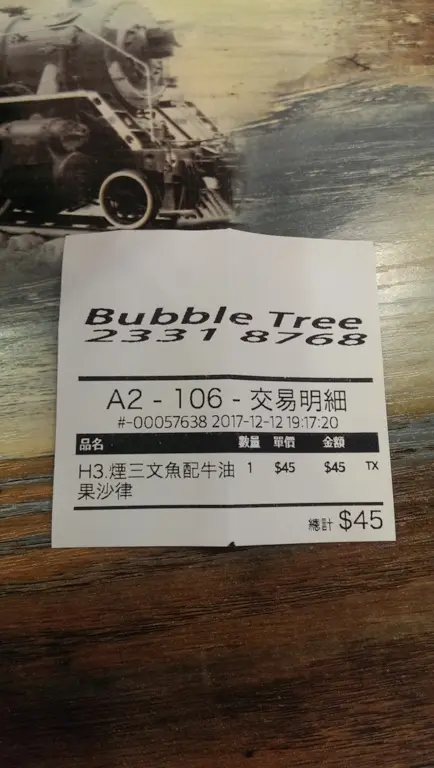 Bubble Tree
2331 8768
A2 - 106 - 交易明細
#-00057638 2017-12-12 19:17:20
品名 數量 單價 金額
H3.煙三文魚配牛油 1 $45 $45 TX
果沙律
總計 $45